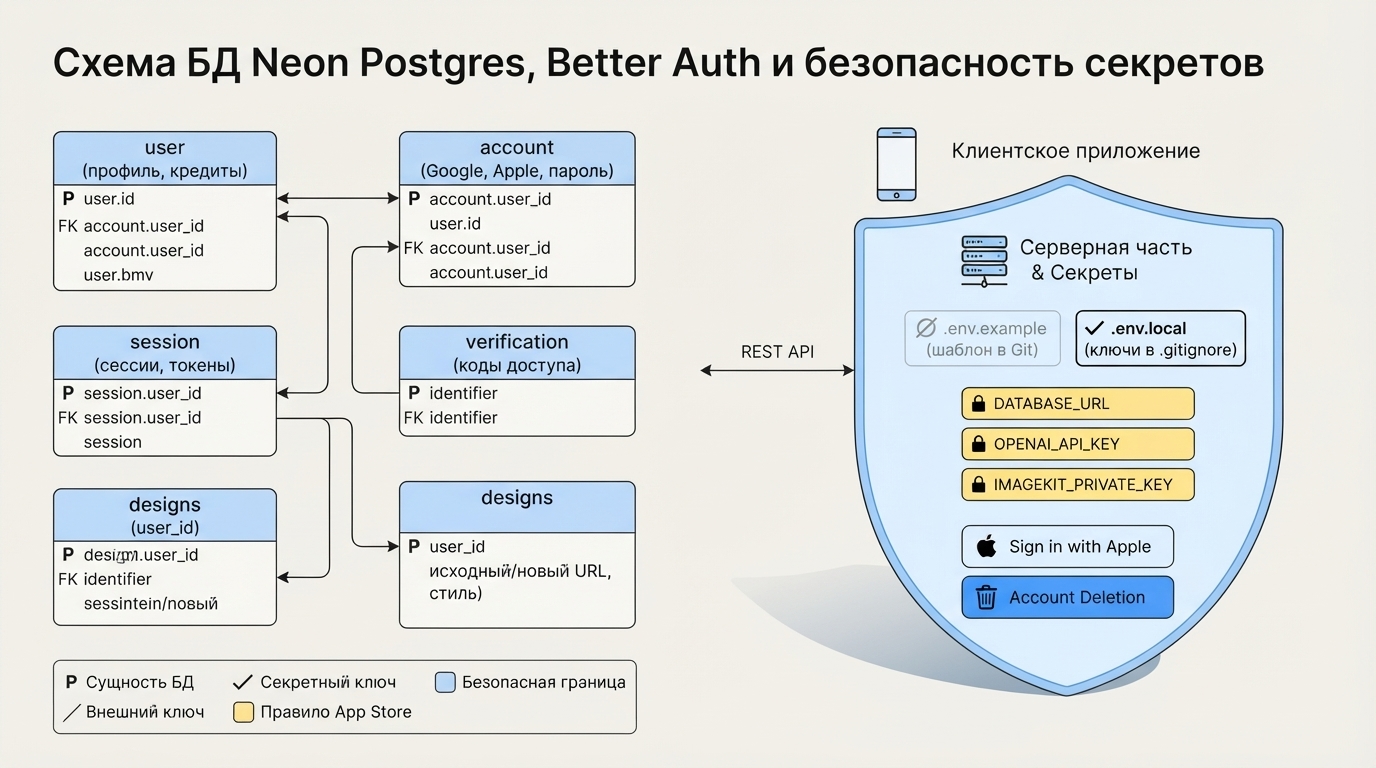 Схема БД Neon Postgres, Better Auth и безопасность секретов
user
(профиль, кредиты)
P user.id
FK account.user_id
account.user_id
user.bmv
account
(Google, Apple, пароль)
P account.user_id
user.id
FK account.user_id
account.user_id
session
(сессии, токены)
P session.user_id
FK session.user_id
session
verification
(коды доступа)
P identifier
FK identifier
designs
(user_id)
P
FK identifier
sessintein/новый
designs
P user_id
исходный/новый URL,
стиль)
P Сущность БД
Секретный ключ
Безопасная граница
Внешний ключ
Правило App Store
REST API
Клиентское приложение
Серверная часть
& Секреты
.env.example
(шаблон в Git)
.env.local
(ключи в .gitignore)
DATABASE_URL
OPENAI_API_KEY
IMAGEKIT_PRIVATE_KEY
Sign in with Apple
Account Deletion